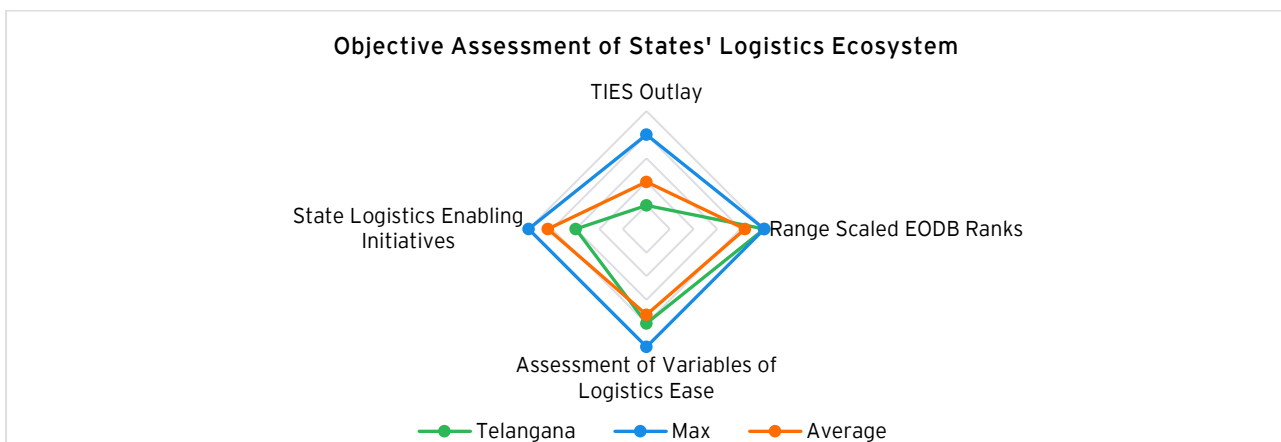 Objective Assessment of States' Logistics Ecosystem
TIES Outlay
State Logistics Enabling
Initiatives
Range Scaled EODB Ranks
Assessment of Variables of
Logistics Ease
Telangana Max Average